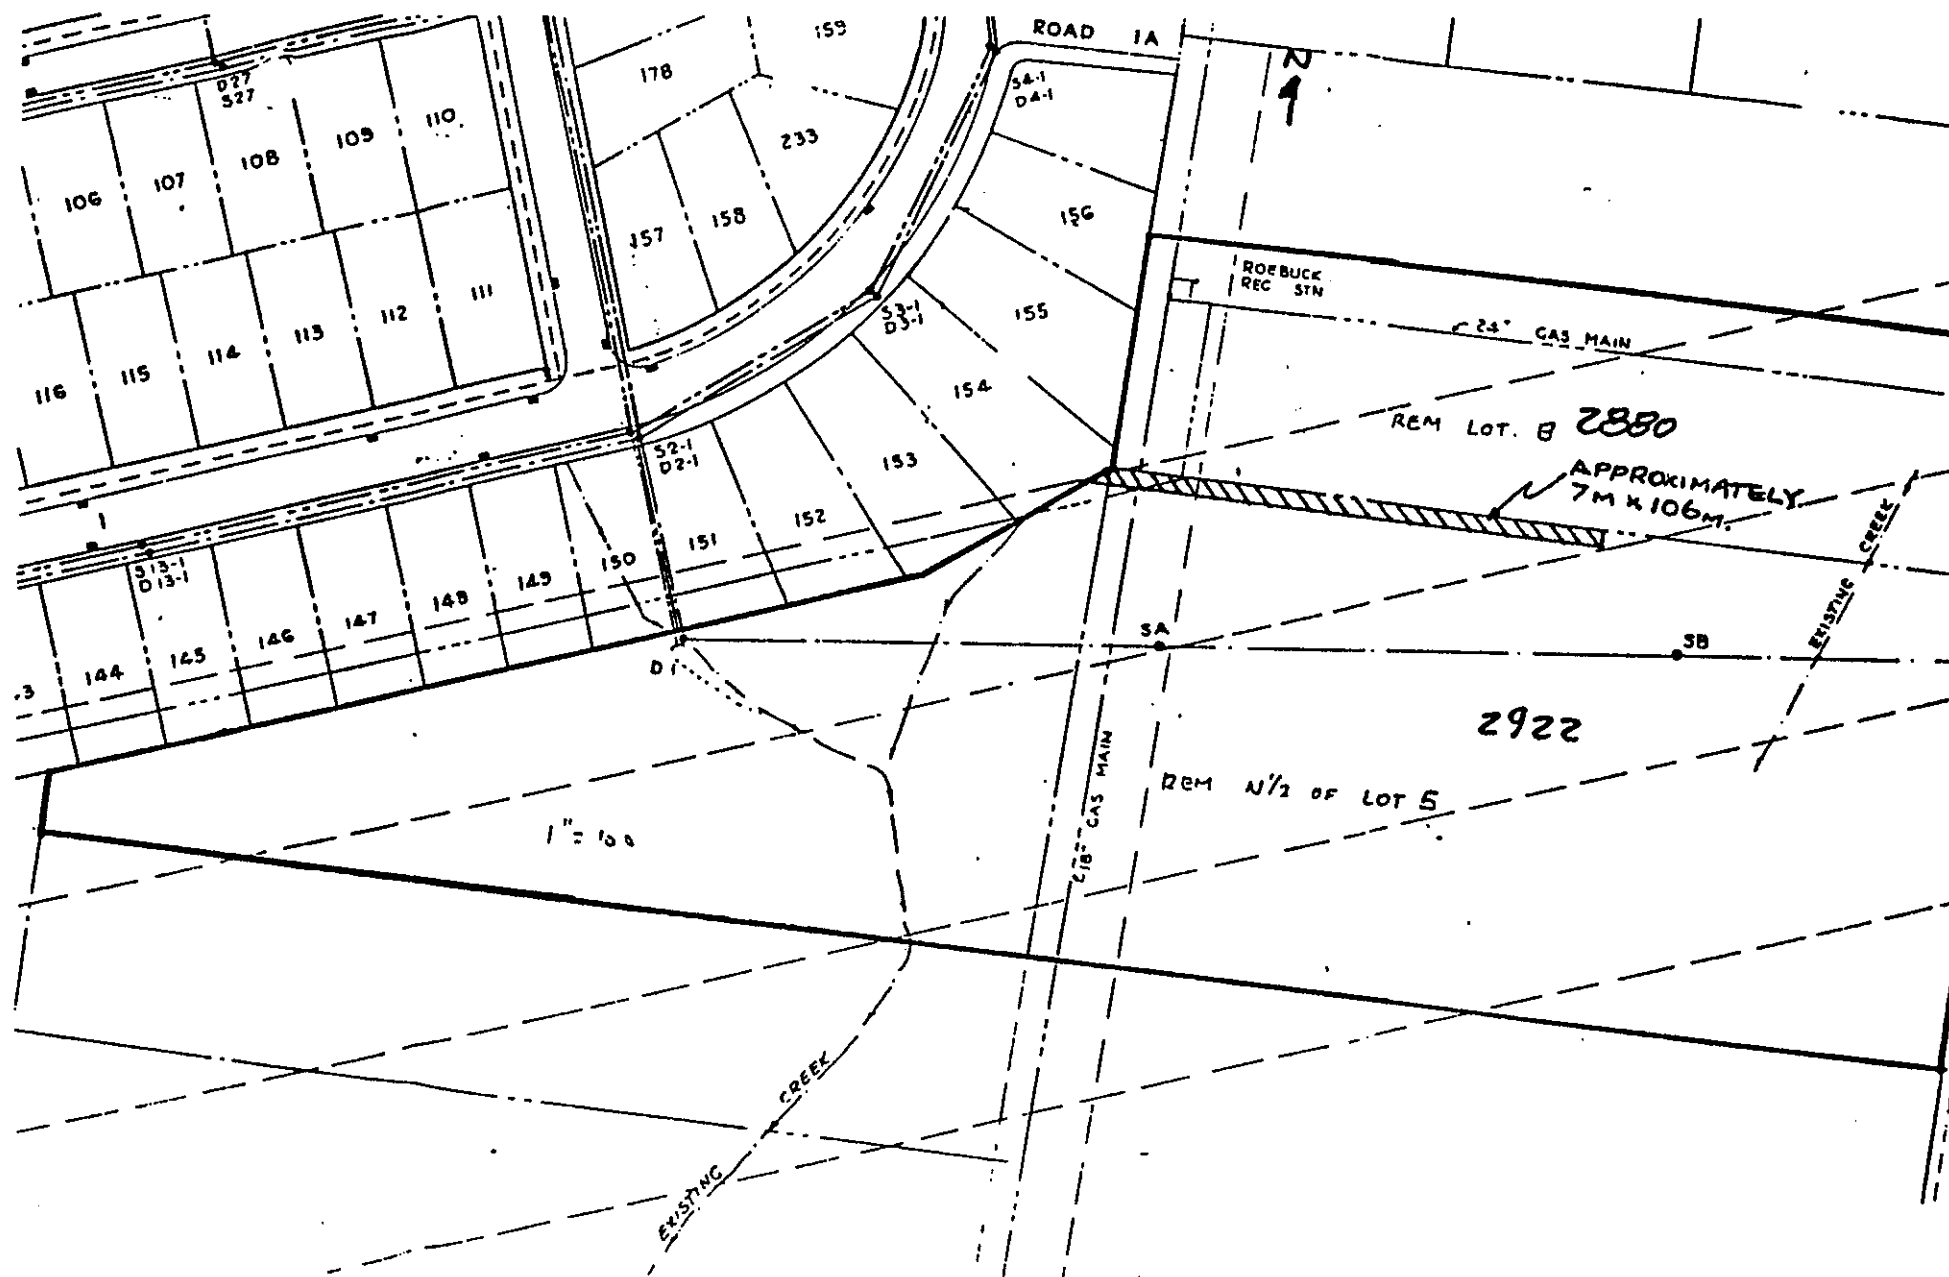 ROAD 1A
N
159
178
D27
S27
S4-1
D4-1
110
109
233
108
107
106
156
158
157
ROEBUCK
REC STN
111
S3-1
D3-1
155
112
113
24" GAS MAIN
114
115
116
154
REM LOT. B 2880
S2-1
D2-1
153
APPROXIMATELY
7M X 106M.
152
151
EXISTING CREEK
150
S13-1
D13-1
149
148
147
146
145
144
SA
SB
D1
2922
18" GAS MAIN
REM N1/2 OF LOT 5
1" = 100
EXISTING CREEK